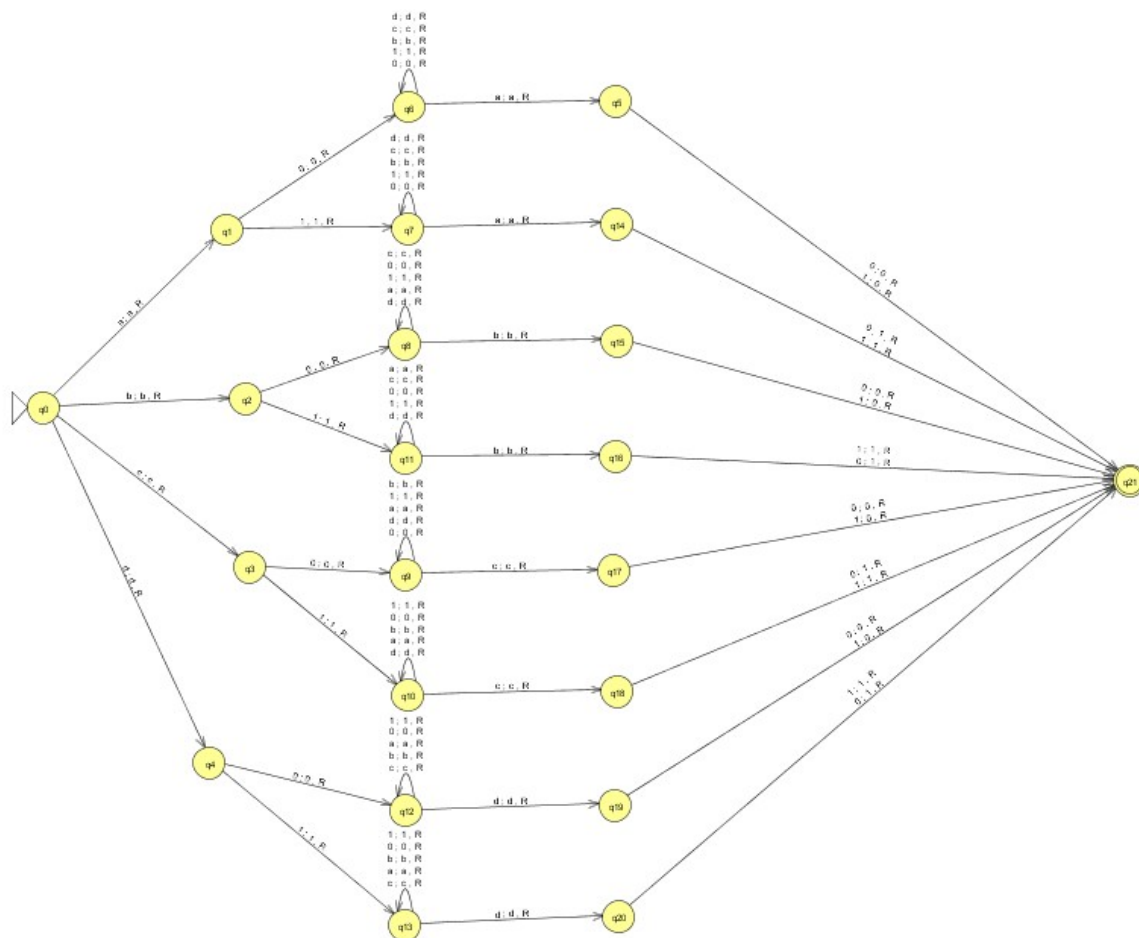 d ; d , R
c ; c , R
b ; b , R
1 ; 1 , R
0 ; 0 , R
q6
a ; a , R
q5
d ; d , R
c ; c , R
b ; b , R
1 ; 1 , R
0 ; 0 , R
0 ; 0 , R
q1
1 ; 1 , R
q7
a ; a , R
q14
c ; c , R
0 ; 0 , R
1 ; 1 , R
a ; a , R
d ; d , R
0 ; 0 , R
1 ; 0 , R
a ; a , R
q8
b ; b , R
q15
0 ; 1 , R
1 ; 1 , R
a ; a , R
c ; c , R
0 ; 0 , R
1 ; 1 , R
d ; d , R
0 ; 0 , R
q0
b ; b , R
q2
0 ; 0 , R
1 ; 0 , R
1 ; 1 , R
q11
b ; b , R
q16
1 ; 1 , R
0 ; 1 , R
q21
b ; b , R
1 ; 1 , R
a ; a , R
d ; d , R
0 ; 0 , R
c ; c , R
0 ; 0 , R
1 ; 0 , R
q3
0 ; 0 , R
q9
c ; c , R
q17
d ; d , R
1 ; 1 , R
0 ; 0 , R
b ; b , R
a ; a , R
d ; d , R
1 ; 1 , R
0 ; 1 , R
1 ; 1 , R
q10
c ; c , R
q18
0 ; 0 , R
1 ; 0 , R
1 ; 1 , R
0 ; 0 , R
a ; a , R
b ; b , R
c ; c , R
1 ; 1 , R
0 ; 1 , R
q4
0 ; 0 , R
q12
d ; d , R
q19
1 ; 1 , R
1 ; 1 , R
0 ; 0 , R
b ; b , R
a ; a , R
c ; c , R
q13
d ; d , R
q20